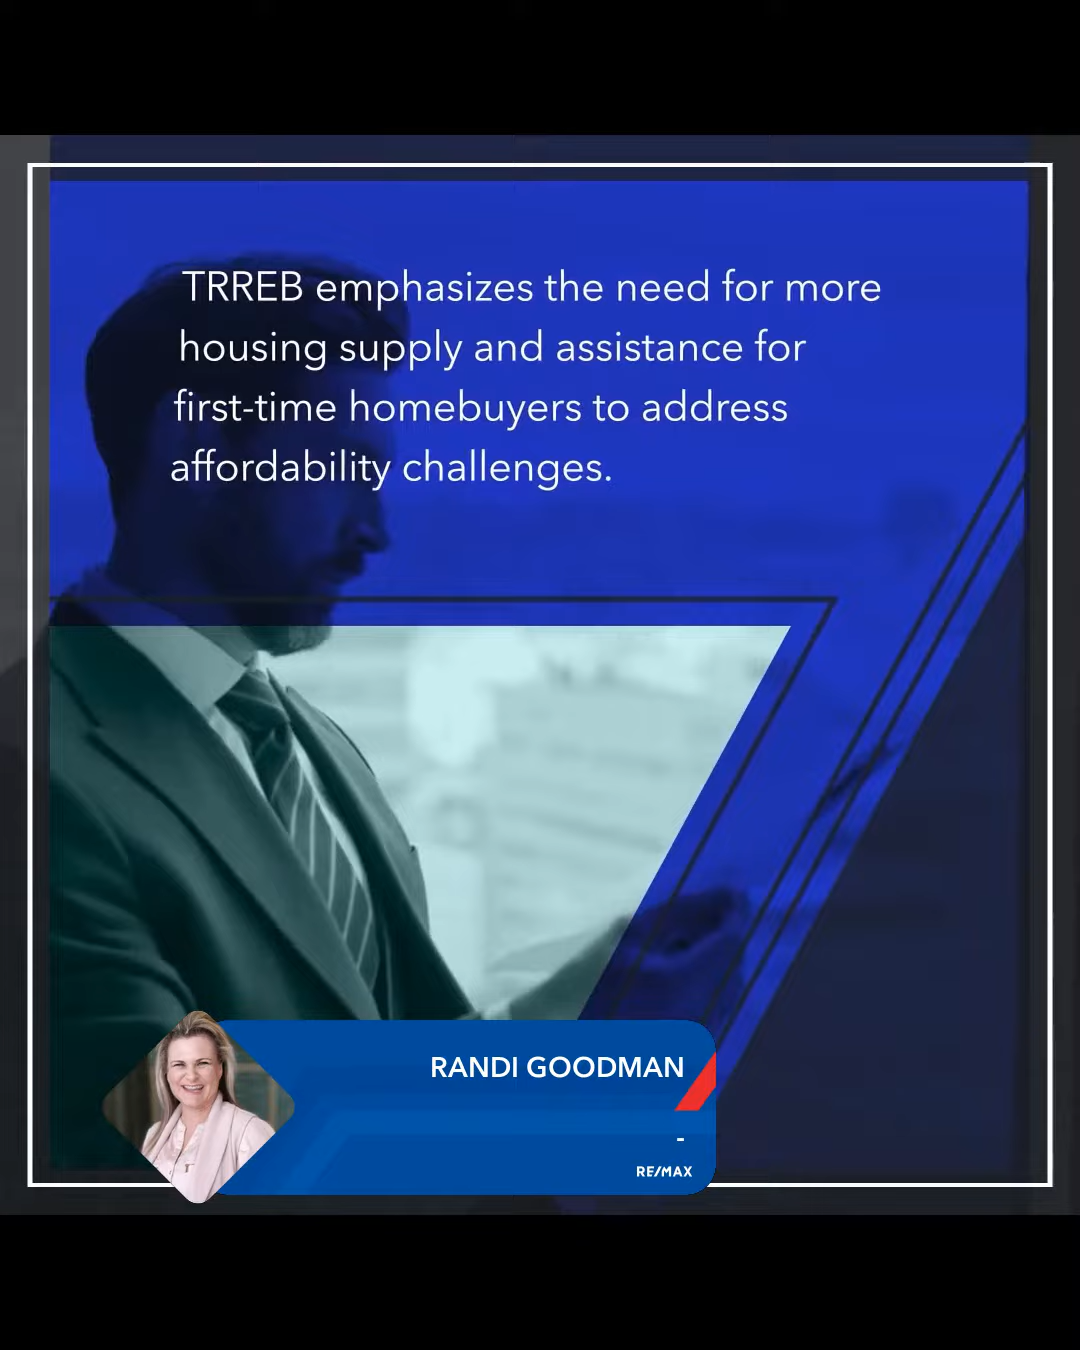 TRREB emphasizes the need for more
housing supply and assistance for
first-time homebuyers to address
affordability challenges.
RANDI GOODMAN
-
RE/MAX